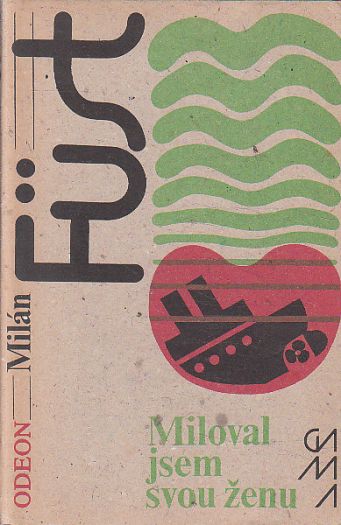 ODEON
Milán
Füst
Miloval
jsem
svou ženu
GAMA